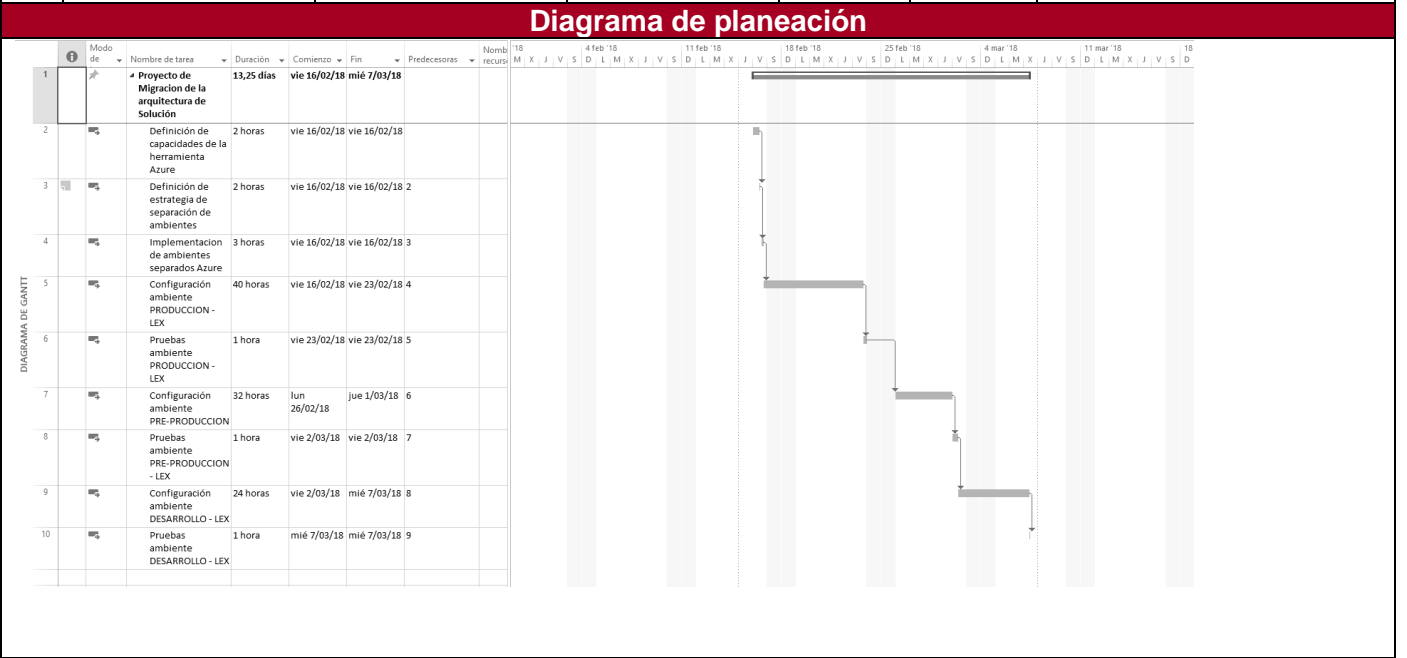 Diagrama de planeación
Modo de
Nombre de tarea
Duración
Comienzo
Fin
Predecesoras
Nomb
recurs
'18
4 feb '18
11 feb '18
18 feb '18
25 feb '18
4 mar '18
11 mar '18
18
M X J V S D L M X J V S D L M X J V S D L M X J V S D L M X J V S D L M X J V S D L M X J V S D
DIAGRAMA DE GANTT
1 Proyecto de 13,25 días vie 16/02/18 mié 7/03/18
Migracion de la
arquitectura de
Solución
2 Definición de 2 horas vie 16/02/18 vie 16/02/18
capacidades de la
herramienta
Azure
3 Definición de 2 horas vie 16/02/18 vie 16/02/18 2
estrategia de
separación de
ambientes
4 Implementacion 3 horas vie 16/02/18 vie 16/02/18 3
de ambientes
separados Azure
5 Configuración 40 horas vie 16/02/18 vie 23/02/18 4
ambiente
PRODUCCION -
LEX
6 Pruebas 1 hora vie 23/02/18 vie 23/02/18 5
ambiente
PRODUCCION -
LEX
7 Configuración 32 horas lun jue 1/03/18 6
ambiente 26/02/18
PRE-PRODUCCION
8 Pruebas 1 hora vie 2/03/18 vie 2/03/18 7
ambiente
PRE-PRODUCCION
- LEX
9 Configuración 24 horas vie 2/03/18 mié 7/03/18 8
ambiente
DESARROLLO - LEX
10 Pruebas 1 hora mié 7/03/18 mié 7/03/18 9
ambiente
DESARROLLO - LEX